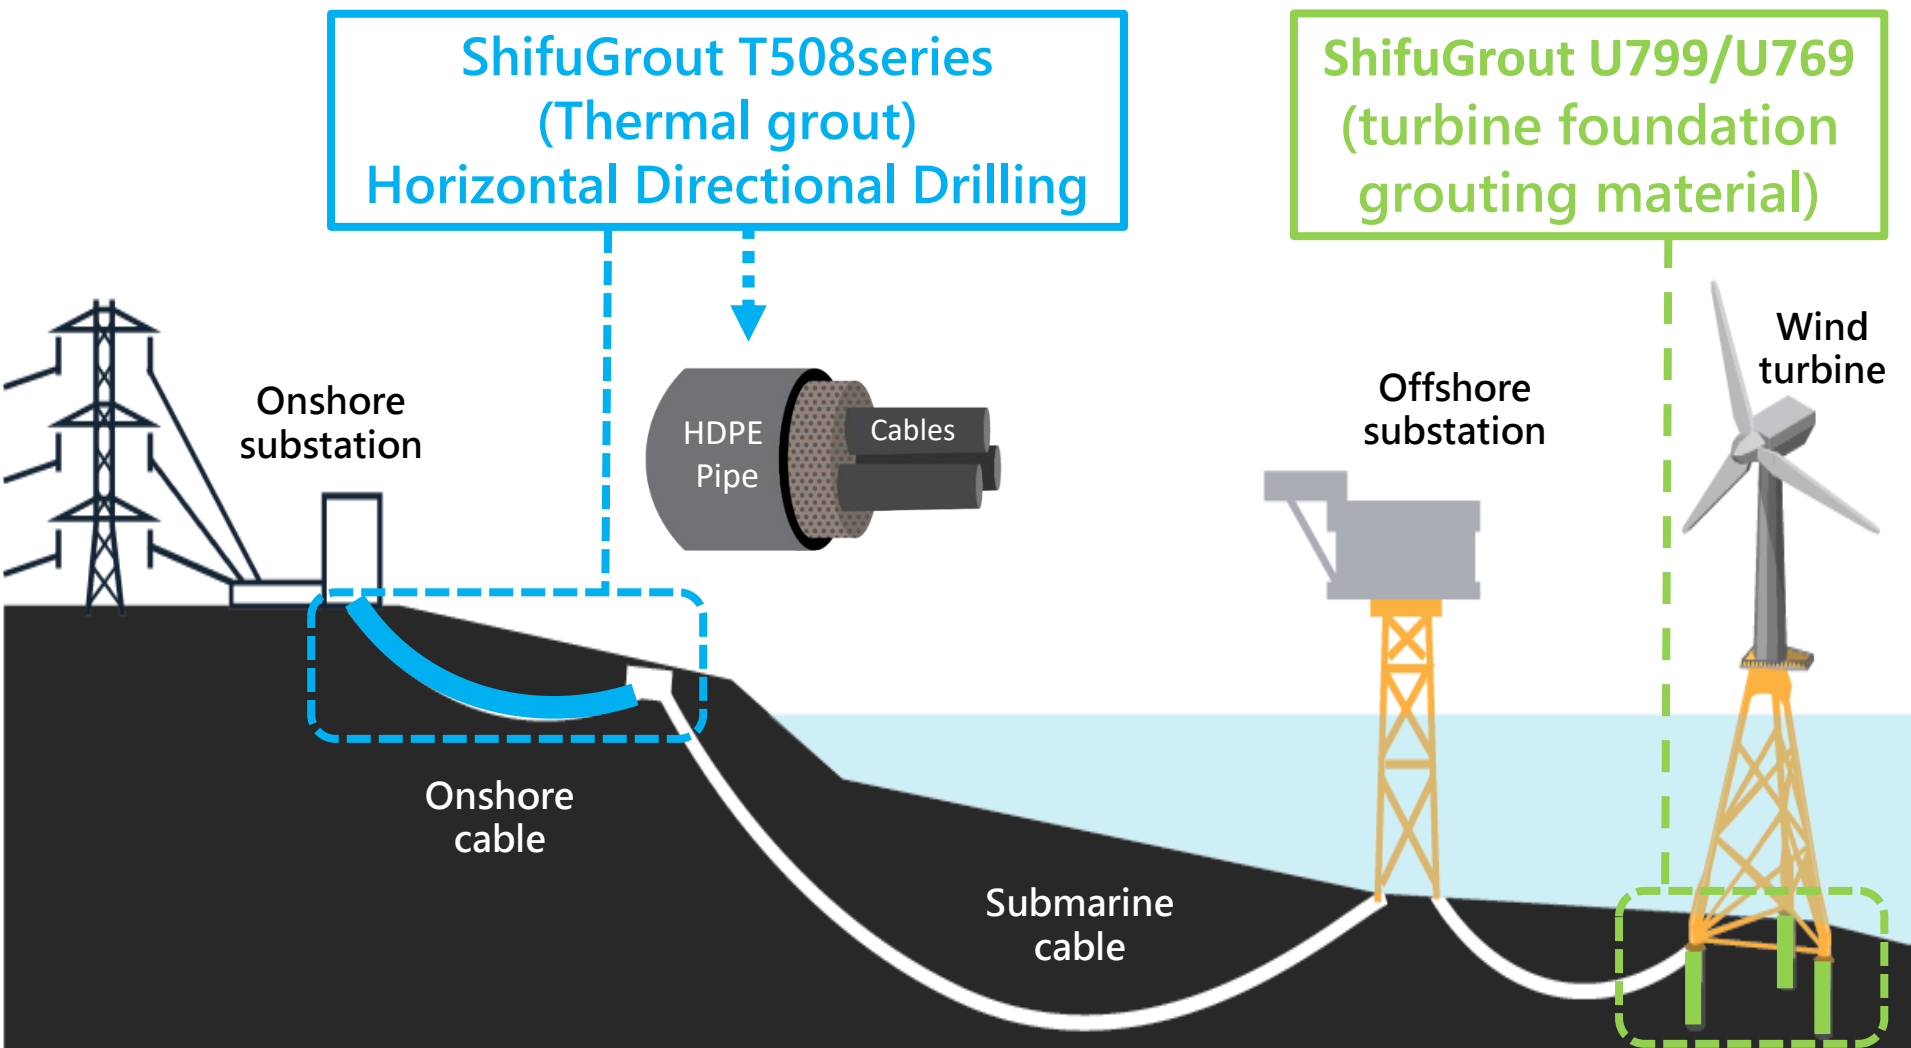 ShifuGrout T508series
(Thermal grout)
Horizontal Directional Drilling
ShifuGrout U799/U769
(turbine foundation
grouting material)
Wind
turbine
Onshore
substation
Offshore
substation
HDPE
Pipe
Cables
Onshore
cable
Submarine
cable